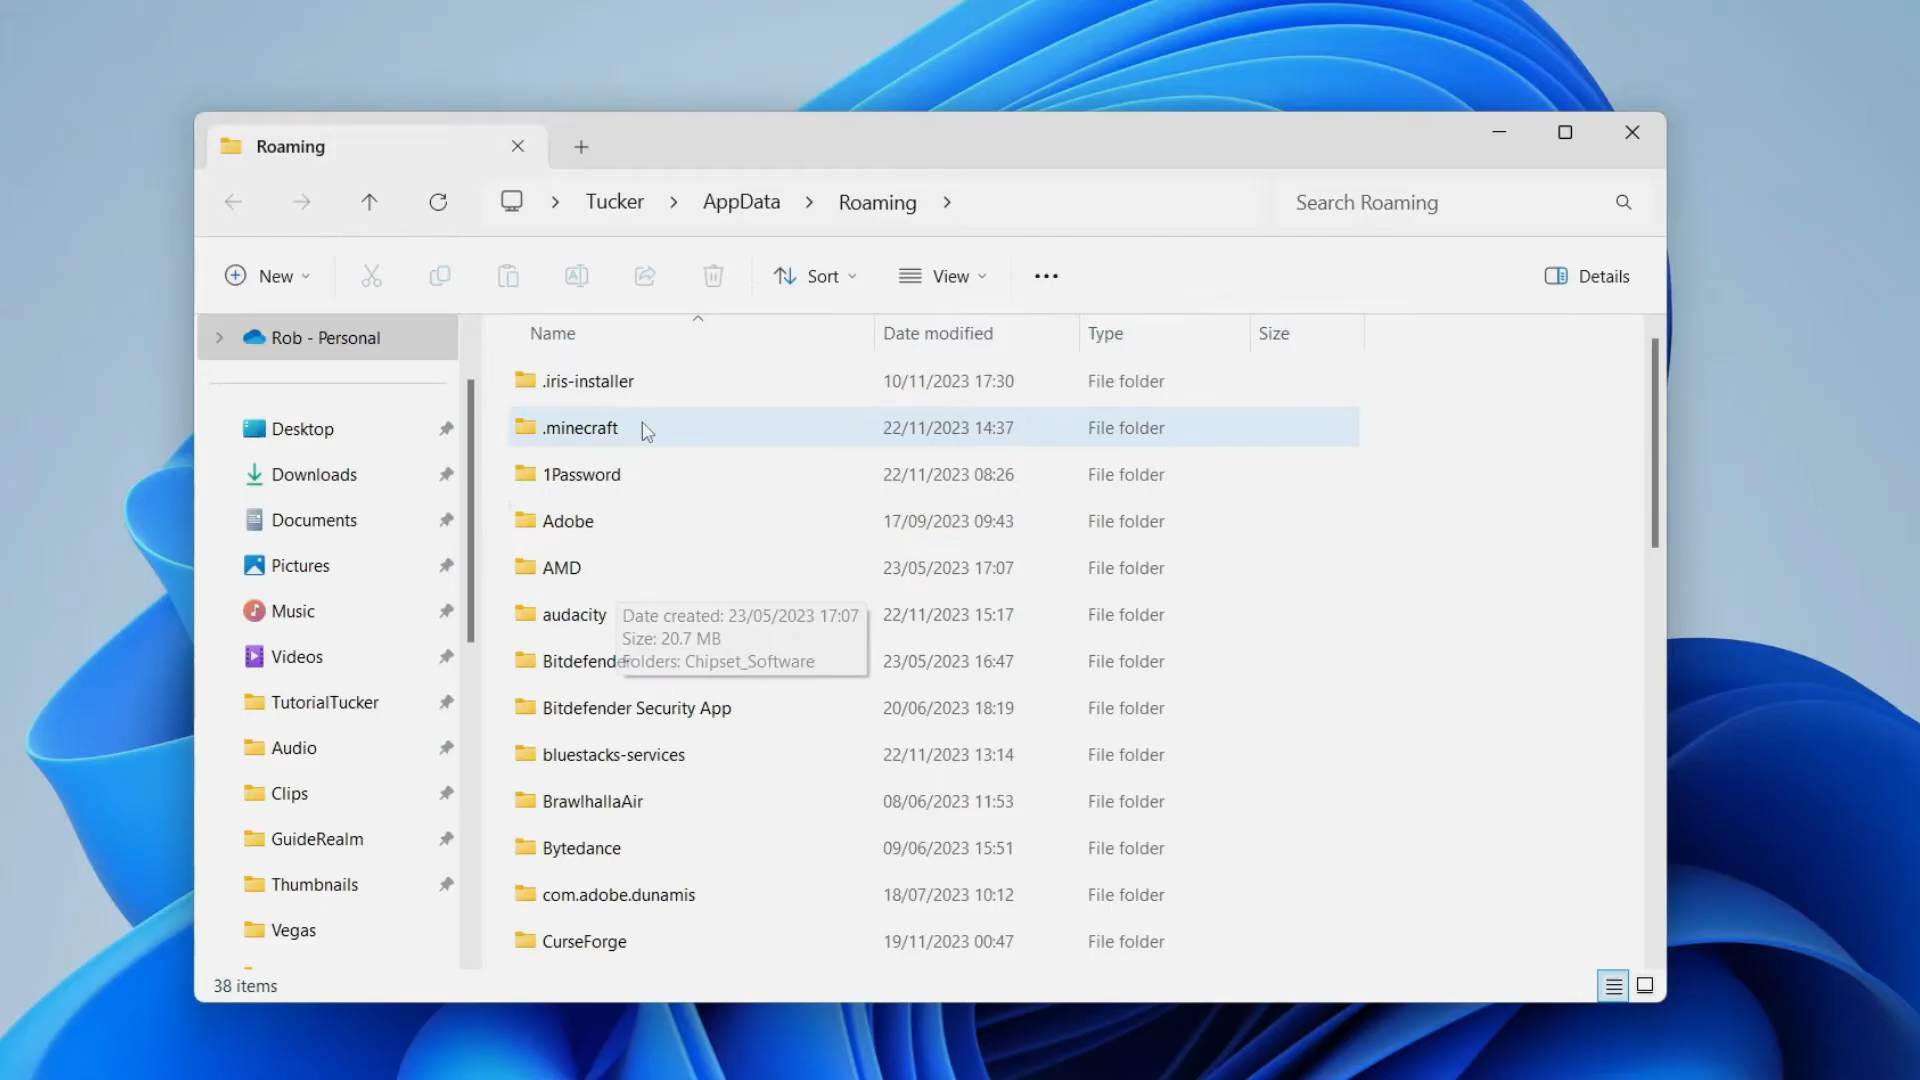 Roaming
Tucker > AppData > Roaming >
Search Roaming
New
Sort
View
Details
Rob - Personal
Desktop
Downloads
Documents
Pictures
Music
Videos
TutorialTucker
Audio
Clips
GuideRealm
Thumbnails
Vegas
Name Date modified Type Size
.iris-installer 10/11/2023 17:30 File folder
.minecraft 22/11/2023 14:37 File folder
1Password 22/11/2023 08:26 File folder
Adobe 17/09/2023 09:43 File folder
AMD 23/05/2023 17:07 File folder
audacity 22/11/2023 15:17 File folder
Bitdefender 23/05/2023 16:47 File folder
Date created: 23/05/2023 17:07
Size: 20.7 MB
Folders: Chipset_Software
Bitdefender Security App 20/06/2023 18:19 File folder
bluestacks-services 22/11/2023 13:14 File folder
BrawlhallaAir 08/06/2023 11:53 File folder
Bytedance 09/06/2023 15:51 File folder
com.adobe.dunamis 18/07/2023 10:12 File folder
CurseForge 19/11/2023 00:47 File folder
38 items